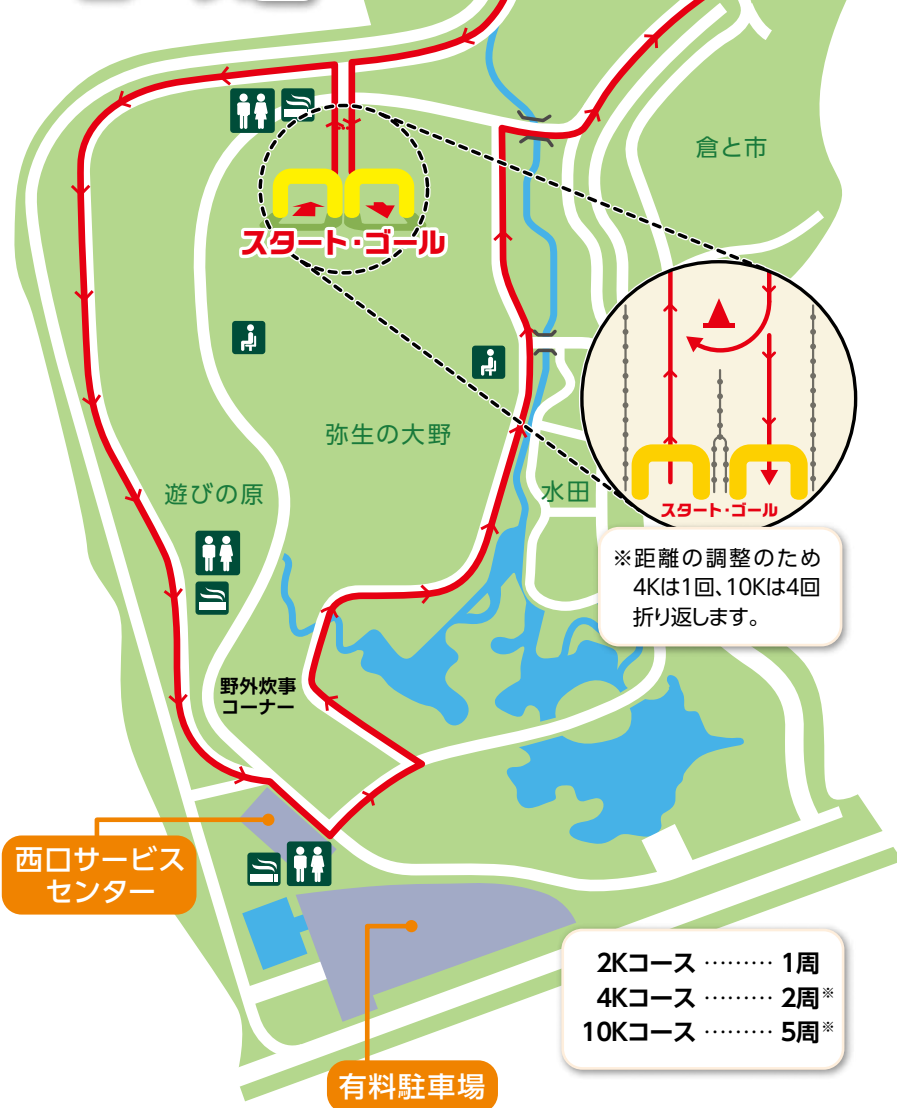 倉と市
スタート・ゴール
弥生の大野
遊びの原
水田
スタート・ゴール
※距離の調整のため
4Kは1回、10Kは4回
折り返します。
野外炊事
コーナー
西口サービス
センター
2Kコース ……… 1周
4Kコース ……… 2周※
10Kコース ……… 5周※
有料駐車場